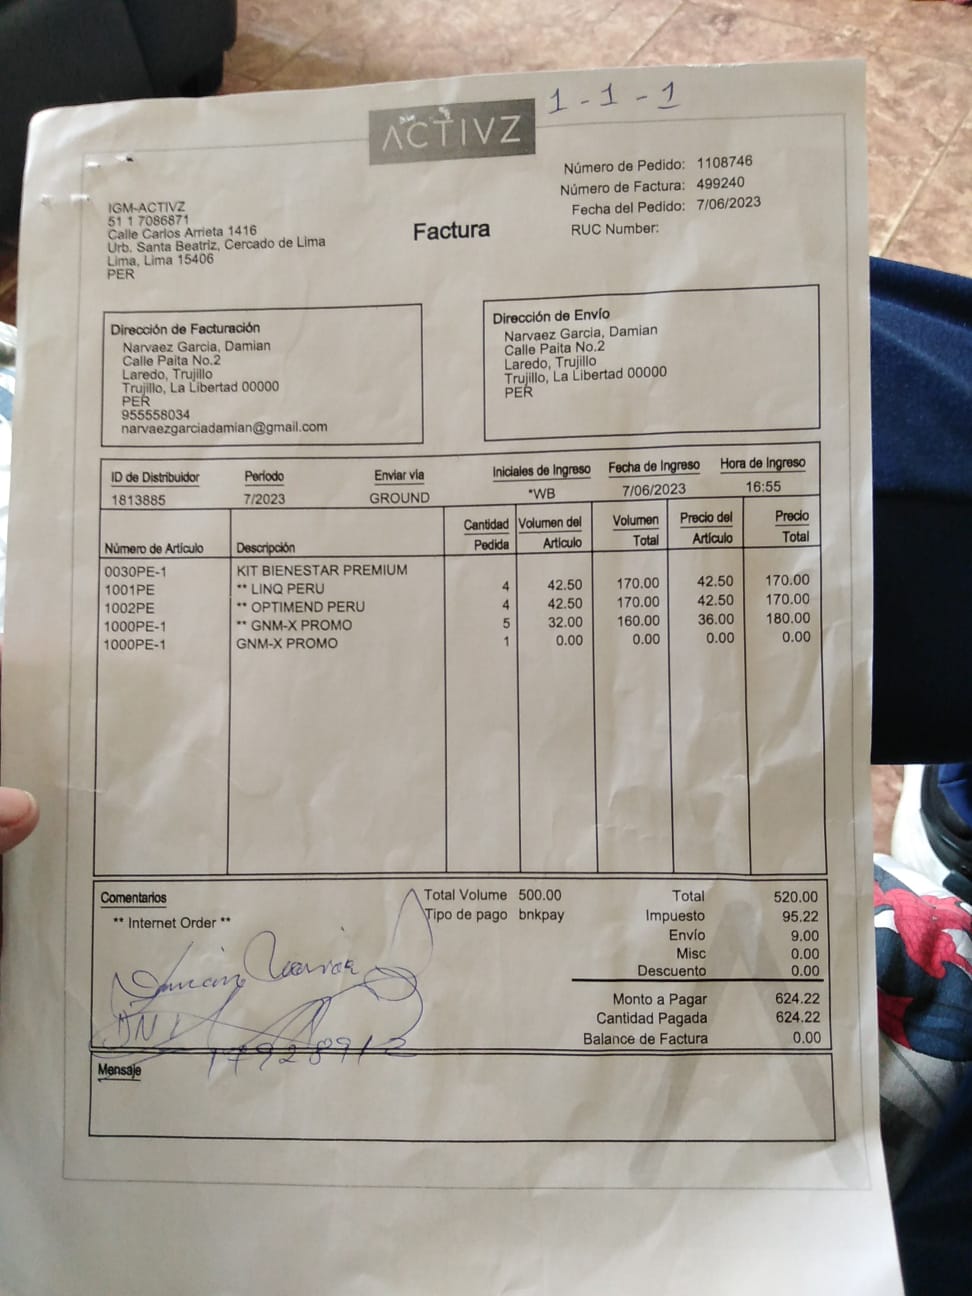 1 - 1 - 1
ACTIVZ
Número de Pedido: 1108746
Número de Factura: 499240
Fecha del Pedido: 7/06/2023
RUC Number:
IGM-ACTIVZ
51 1 7086871
Calle Carlos Arrieta 1416
Urb. Santa Beatriz, Cercado de Lima
Lima, Lima 15406
PER
Factura
Dirección de Facturación
Narvaez Garcia, Damian
Calle Paita No.2
Laredo, Trujillo
Trujillo, La Libertad 00000
PER
955558034
narvaezgarciadamian@gmail.com
Dirección de Envío
Narvaez Garcia, Damian
Calle Paita No.2
Laredo, Trujillo
Trujillo, La Libertad 00000
PER
ID de Distribuidor Período Enviar vía Iniciales de Ingreso Fecha de Ingreso Hora de Ingreso
1813885 7/2023 GROUND *WB 7/06/2023 16:55
Número de Artículo Descripción Cantidad Pedida Volumen del Artículo Volumen Total Precio del Artículo Precio Total
0030PE-1 KIT BIENESTAR PREMIUM
1001PE ** LINQ PERU 4 42.50 170.00 42.50 170.00
1002PE ** OPTIMEND PERU 4 42.50 170.00 42.50 170.00
1000PE-1 ** GNM-X PROMO 5 32.00 160.00 36.00 180.00
1000PE-1 GNM-X PROMO 1 0.00 0.00 0.00 0.00
Comentarios
** Internet Order **
Total Volume 500.00
Tipo de pago bnkpay
Total 520.00
Impuesto 95.22
Envío 9.00
Misc 0.00
Descuento 0.00
Monto a Pagar 624.22
Cantidad Pagada 624.22
Balance de Factura 0.00
DNI
17928912
Mensaje